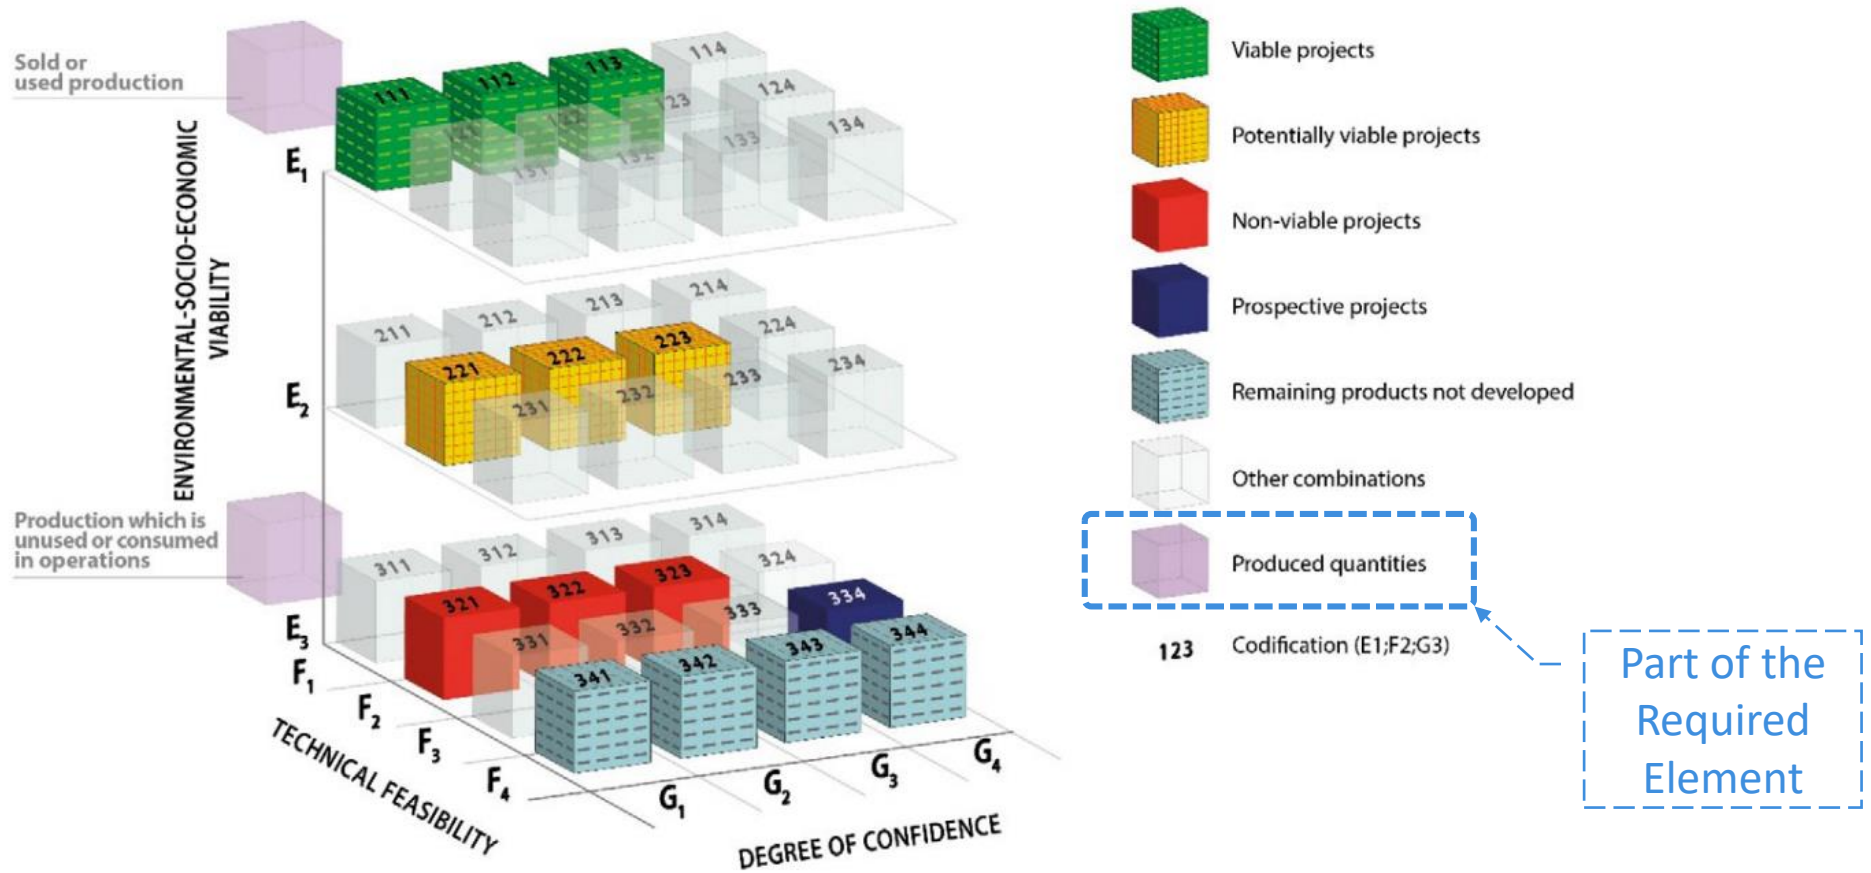 Sold or
used production
ENVIRONMENTAL-SOCIO-ECONOMIC
VIABILITY
Production which is
unused or consumed
in operations
E1
E2
E3
F1
F2
F3
F4
TECHNICAL FEASIBILITY
G1
G2
G3
G4
DEGREE OF CONFIDENCE
111
112
113
114
121
122
123
124
131
132
133
134
211
212
213
214
221
222
223
224
231
232
233
234
311
312
313
314
321
322
323
324
331
332
333
334
341
342
343
344
Viable projects
Potentially viable projects
Non-viable projects
Prospective projects
Remaining products not developed
Other combinations
Produced quantities
123 Codification (E1;F2;G3)
Part of the
Required
Element